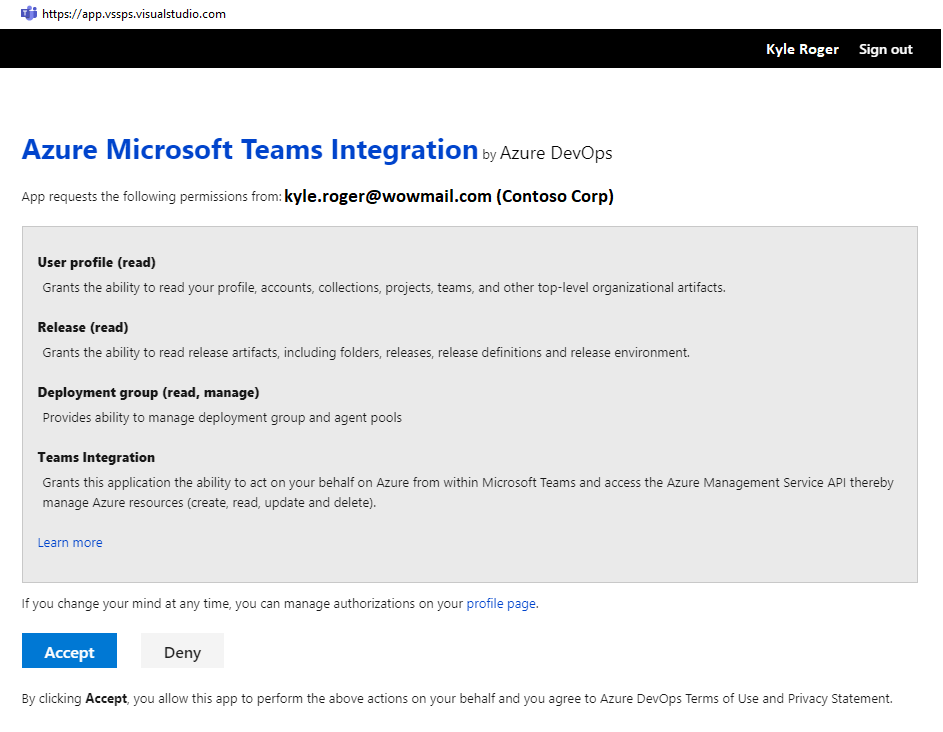 https://app.vssps.visualstudio.com
Kyle Roger Sign out
Azure Microsoft Teams Integration by Azure DevOps
App requests the following permissions from: kyle.roger@wowmail.com (Contoso Corp)
User profile (read)
Grants the ability to read your profile, accounts, collections, projects, teams, and other top-level organizational artifacts.
Release (read)
Grants the ability to read release artifacts, including folders, releases, release definitions and release environment.
Deployment group (read, manage)
Provides ability to manage deployment group and agent pools
Teams Integration
Grants this application the ability to act on your behalf on Azure from within Microsoft Teams and access the Azure Management Service API thereby
manage Azure resources (create, read, update and delete).
Learn more
If you change your mind at any time, you can manage authorizations on your profile page.
Accept Deny
By clicking Accept, you allow this app to perform the above actions on your behalf and you agree to Azure DevOps Terms of Use and Privacy Statement.